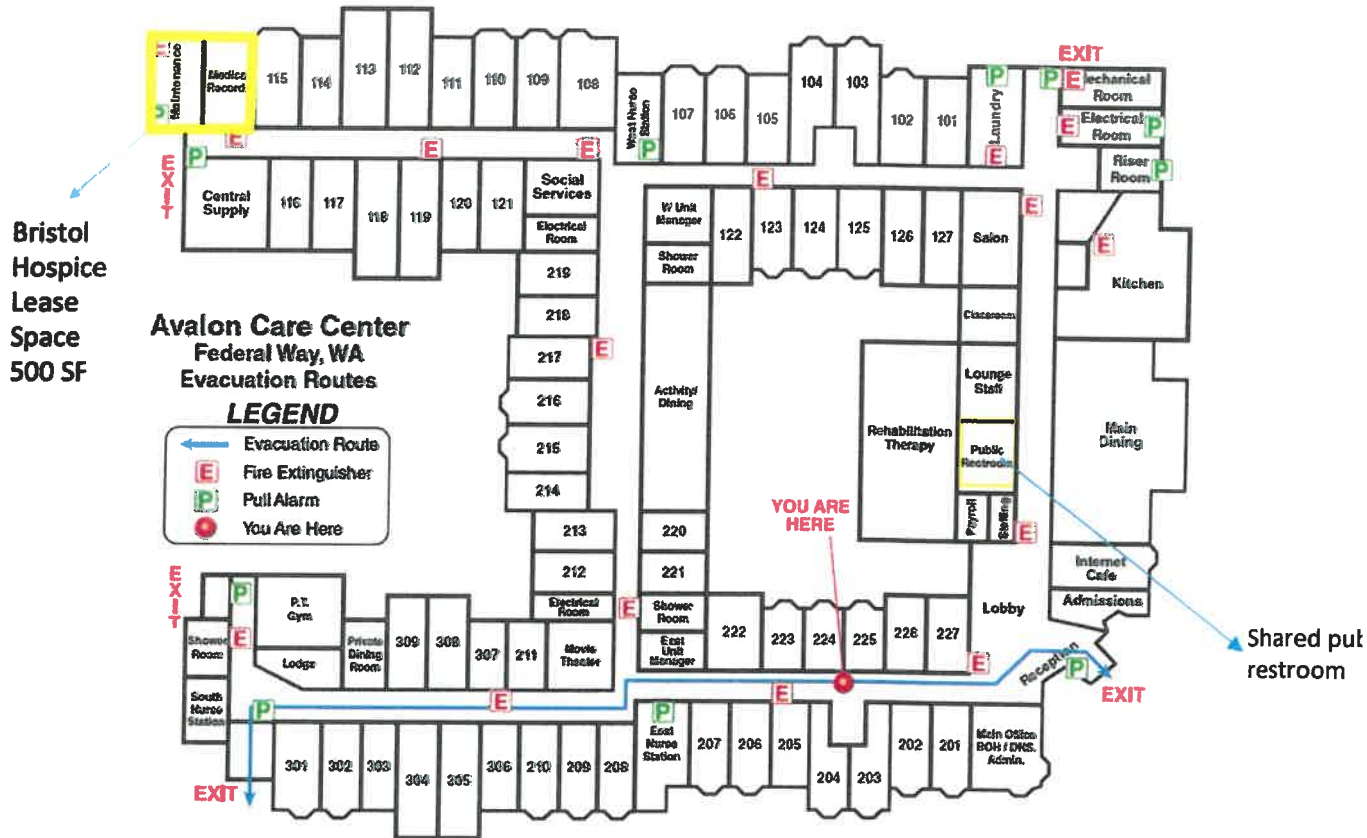 EXIT
E
P
Maintenance
Medica
Record
115
114
113
112
111
110
109
108
West Nurse
Station
P
107
106
105
104
103
102
101
P
Laundry
E
P
E
Mechanical
Room
E
Electrical
Room
P
Riser
Room
P
E
E
E
E
P
EXIT
Central
Supply
116
117
118
119
120
121
Social
Services
Electrical
Room
W Unit
Manager
Shower
Room
122
123
124
125
126
127
Salon
E
E
Kitchen
Bristol
Hospice
Lease
Space
500 SF
219
218
217
216
215
214
213
212
Electrical
Room
E
Classroom
Lounge
Staff
Public
Restroom
Payroll
Staffing
E
Rehabilitation
Therapy
Activity/
Dining
Main
Dining
Avalon Care Center
Federal Way, WA
Evacuation Routes
LEGEND
Evacuation Route
E Fire Extinguisher
P Pull Alarm
You Are Here
YOU ARE
HERE
220
221
Shower
Room
East
Unit
Manager
E
222
223
224
225
226
227
Lobby
E
Internet
Cafe
Admissions
Reception
P
EXIT
Shared pub
restroom
EXIT
P
E
P.T.
Gym
Lodge
Private
Dining
Room
309
308
307
211
Movie
Theater
Shower
Room
South
Nurse
Station
P
E
E
EXIT
301
302
303
304
305
306
210
209
208
P
East
Nurse
Station
207
206
205
204
203
202
201
Main Office
BOH / DNS.
Admin.